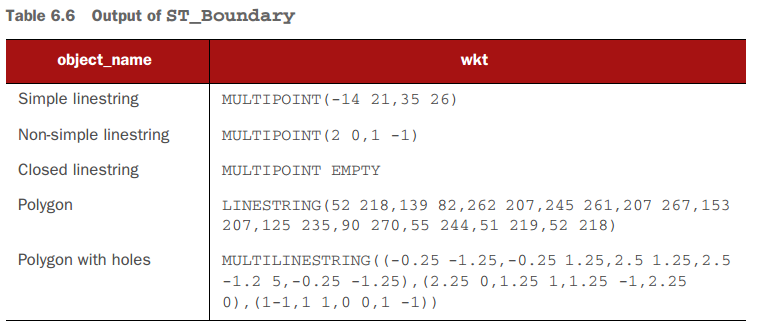 Table 6.6 Output of ST_Boundary
object_name wkt
Simple linestring MULTIPOINT(-14 21,35 26)
Non-simple linestring MULTIPOINT(2 0,1 -1)
Closed linestring MULTIPOINT EMPTY
Polygon LINESTRING(52 218,139 82,262 207,245 261,207 267,153
207,125 235,90 270,55 244,51 219,52 218)
Polygon with holes MULTILINESTRING((-0.25 -1.25,-0.25 1.25,2.5 1.25,2.5
-1.2 5,-0.25 -1.25),(2.25 0,1.25 1,1.25 -1,2.25
0),(1-1,1 1,0 0,1 -1))